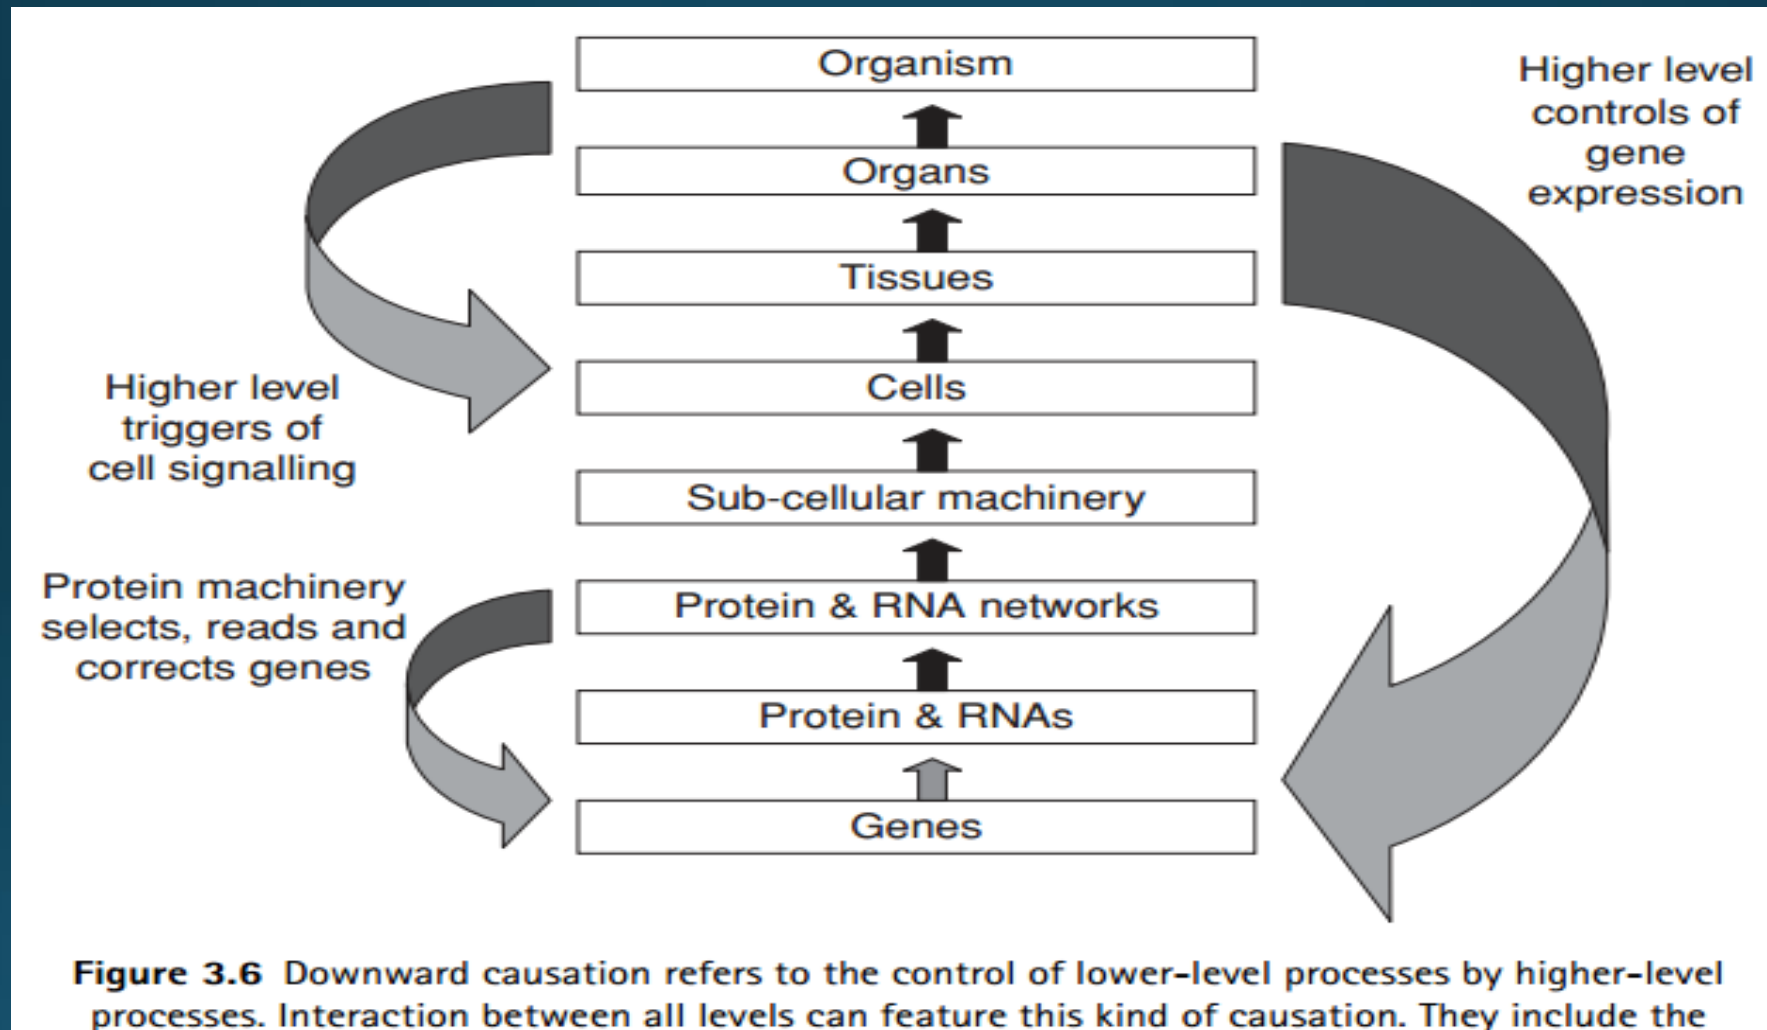 Organism
Organs
Tissues
Cells
Sub-cellular machinery
Protein & RNA networks
Protein & RNAs
Genes
Higher level
triggers of
cell signalling
Protein machinery
selects, reads and
corrects genes
Higher level
controls of
gene
expression
Figure 3.6 Downward causation refers to the control of lower-level processes by higher-level
processes. Interaction between all levels can feature this kind of causation. They include the